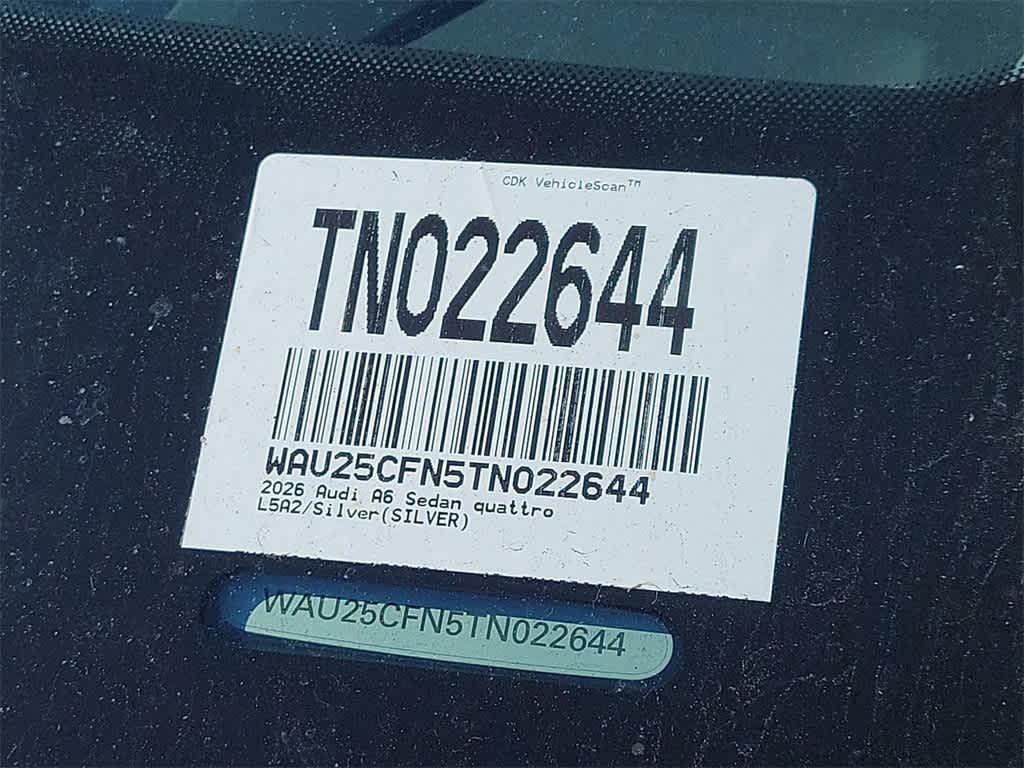 CDK VehicleScan™
TN022644
WAU25CFN5TN022644
2026 Audi A6 Sedan quattro
L5A2/Silver(SILVER)
WAU25CFN5TN022644